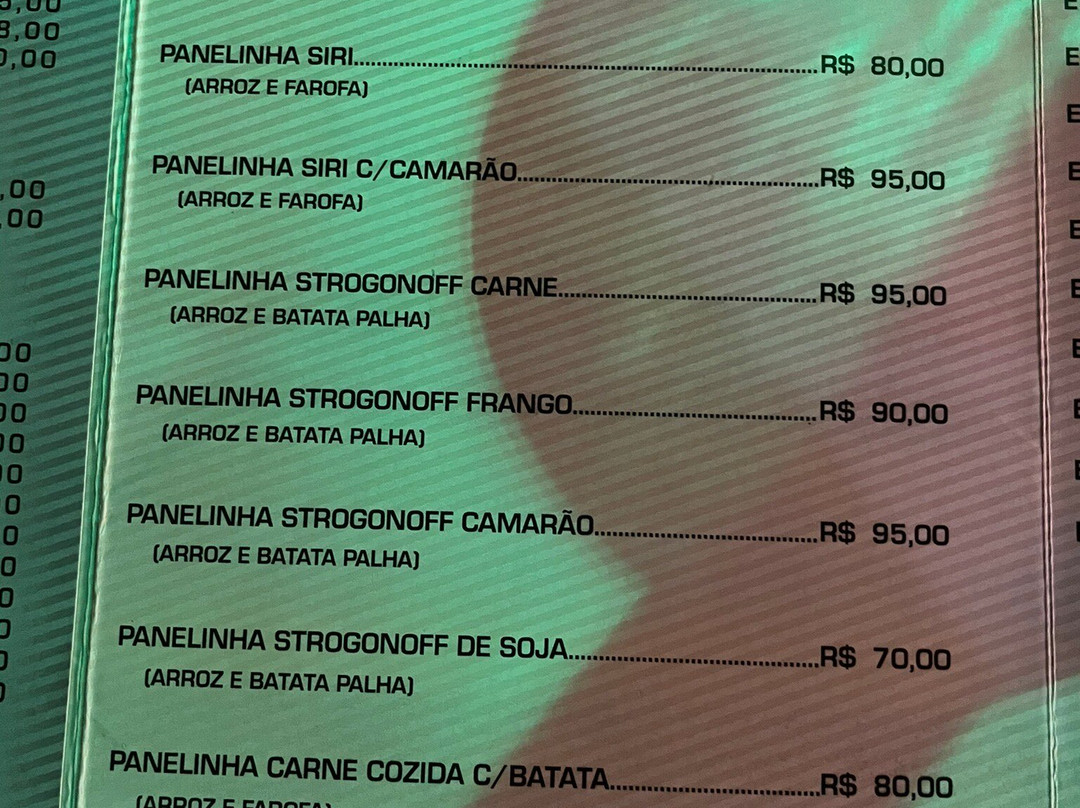 PANELINHA SIRI........R$ 80,00
(ARROZ E FAROFA)
PANELINHA SIRI C/CAMARÃO........R$ 95,00
(ARROZ E FAROFA)
PANELINHA STROGONOFF CARNE........R$ 95,00
(ARROZ E BATATA PALHA)
PANELINHA STROGONOFF FRANGO........R$ 90,00
(ARROZ E BATATA PALHA)
PANELINHA STROGONOFF CAMARÃO........R$ 95,00
(ARROZ E BATATA PALHA)
PANELINHA STROGONOFF DE SOJA........R$ 70,00
(ARROZ E BATATA PALHA)
PANELINHA CARNE COZIDA C/BATATA........R$ 80,00
(ARROZ E FAROFA)